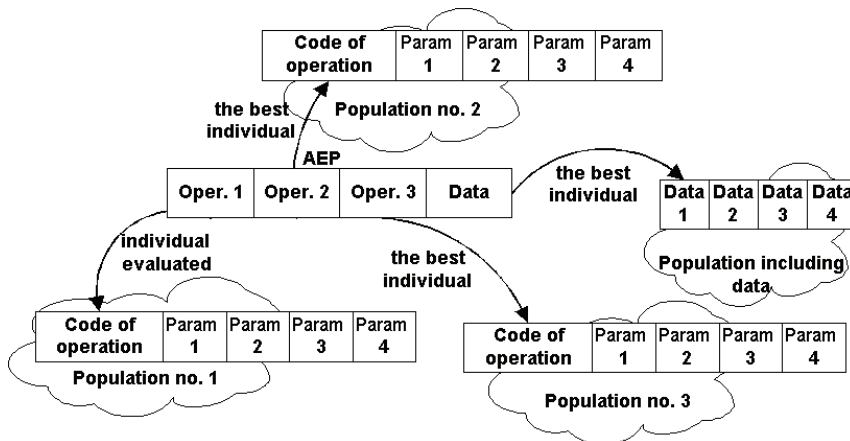 Code of operation Param 1 Param 2 Param 3 Param 4
Population no. 2
the best
individual
AEP
Oper. 1 Oper. 2 Oper. 3 Data
the best
individual
Data 1 Data 2 Data 3 Data 4
Population including
data
individual
evaluated
the best
individual
Code of operation Param 1 Param 2 Param 3 Param 4
Population no. 1
Code of operation Param 1 Param 2 Param 3 Param 4
Population no. 3